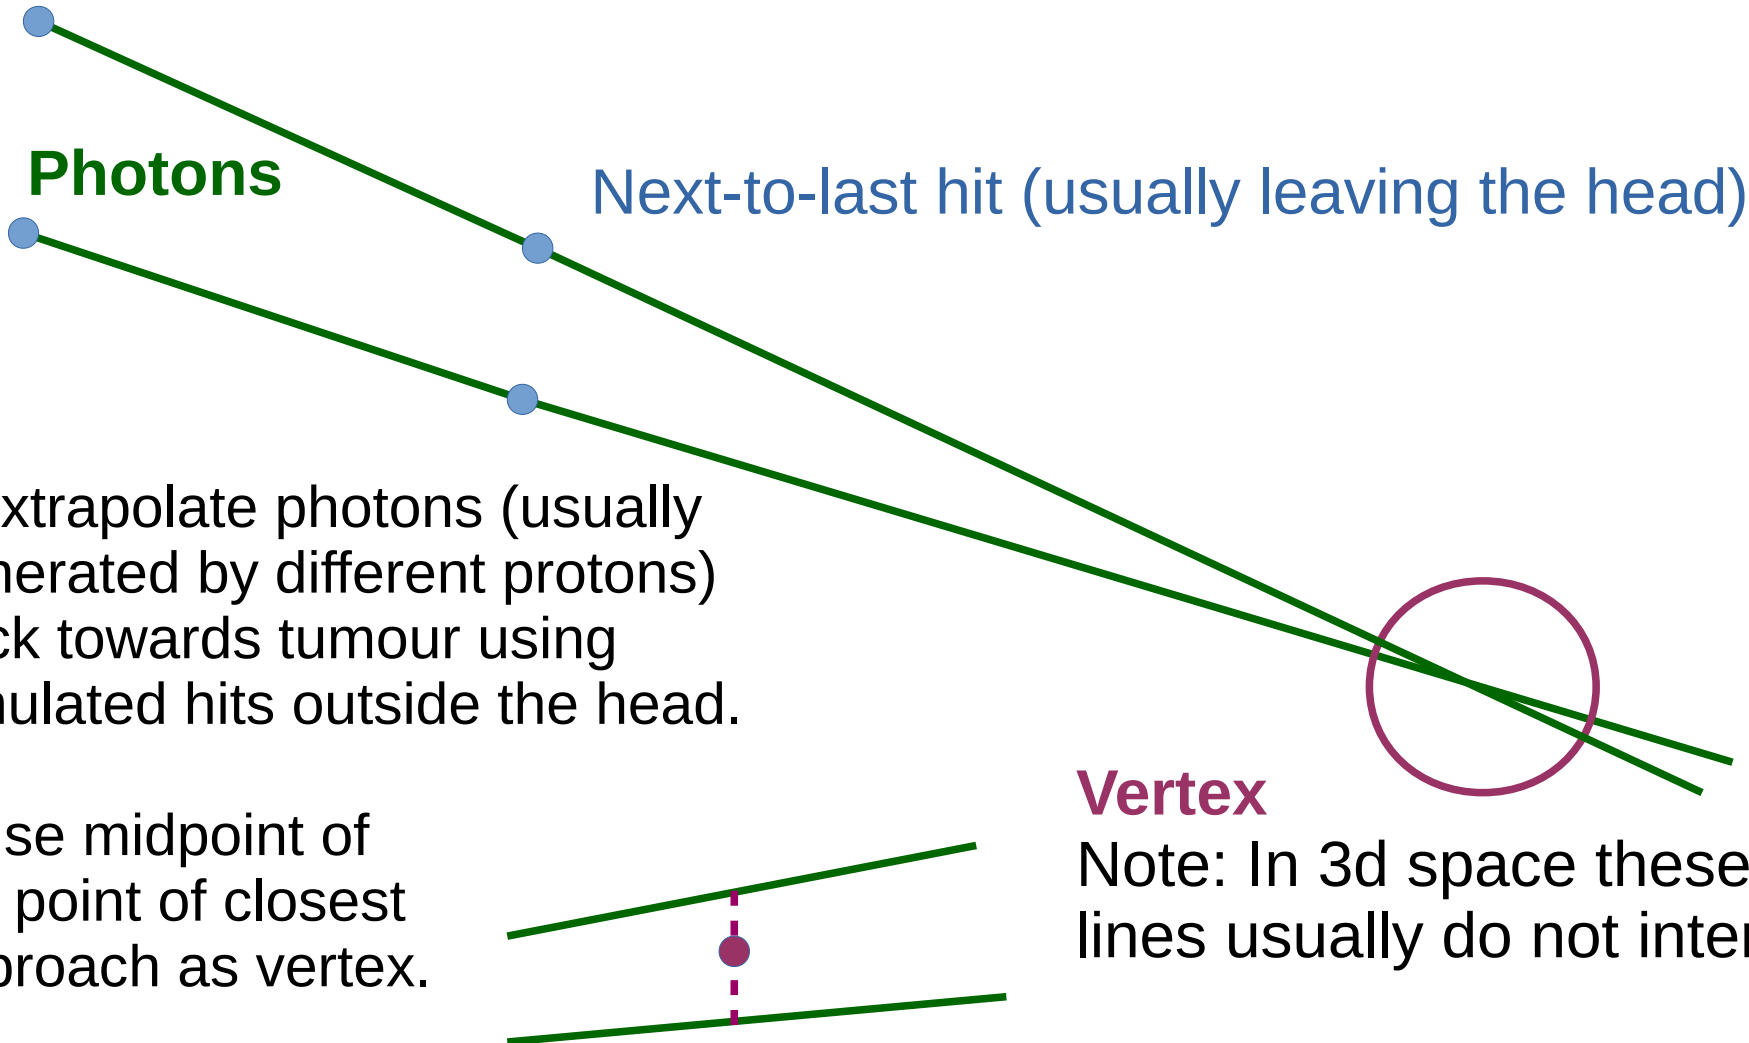 Photons
Next-to-last hit (usually leaving the head)
xtrapolate photons (usually
nerated by different protons)
ck towards tumour using
nulated hits outside the head.
se midpoint of
point of closest
proach as vertex.
Vertex
Note: In 3d space these
lines usually do not inter